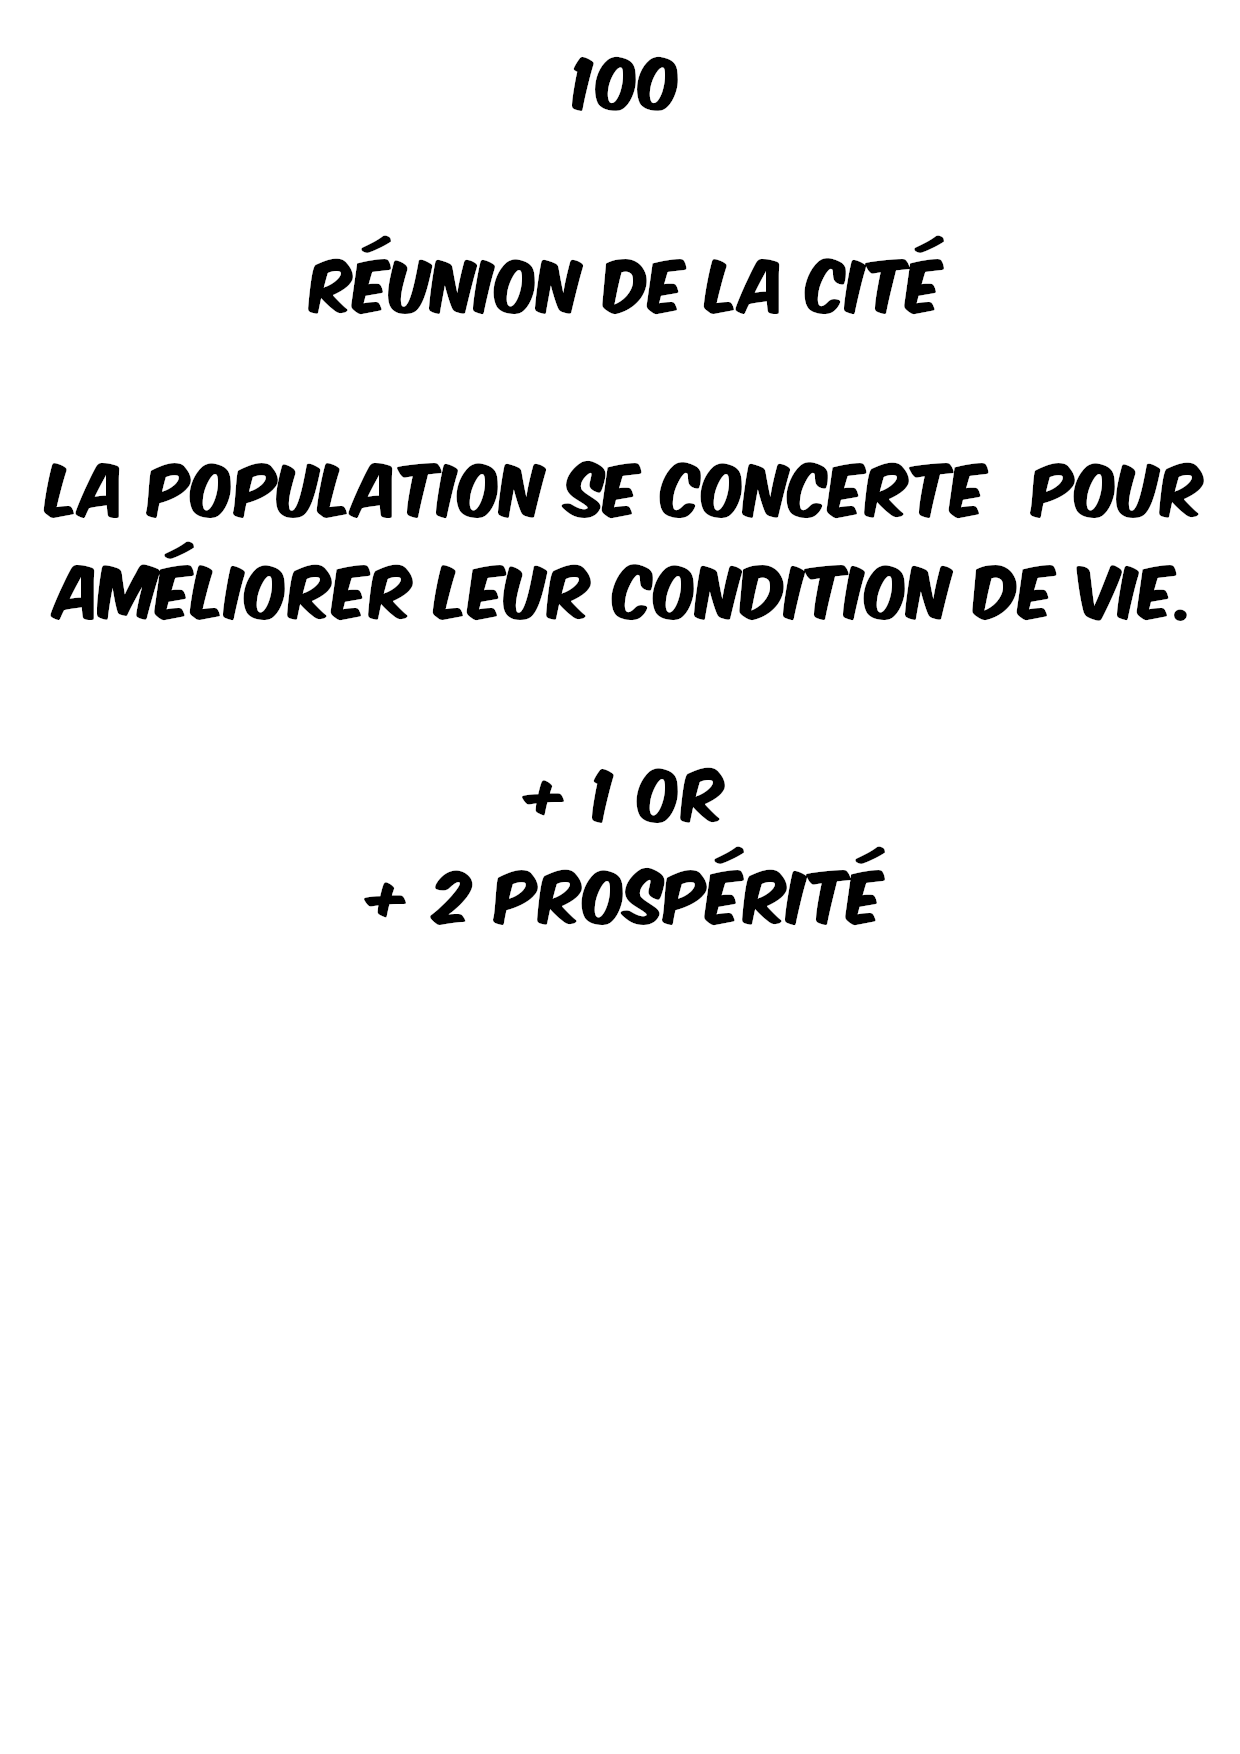 100
RÉUNION DE LA CITÉ
LA POPULATION SE CONCERTE  POUR
AMÉLIORER LEUR CONDITION DE VIE.
+ 1 OR
+ 2 PROSPÉRITÉ